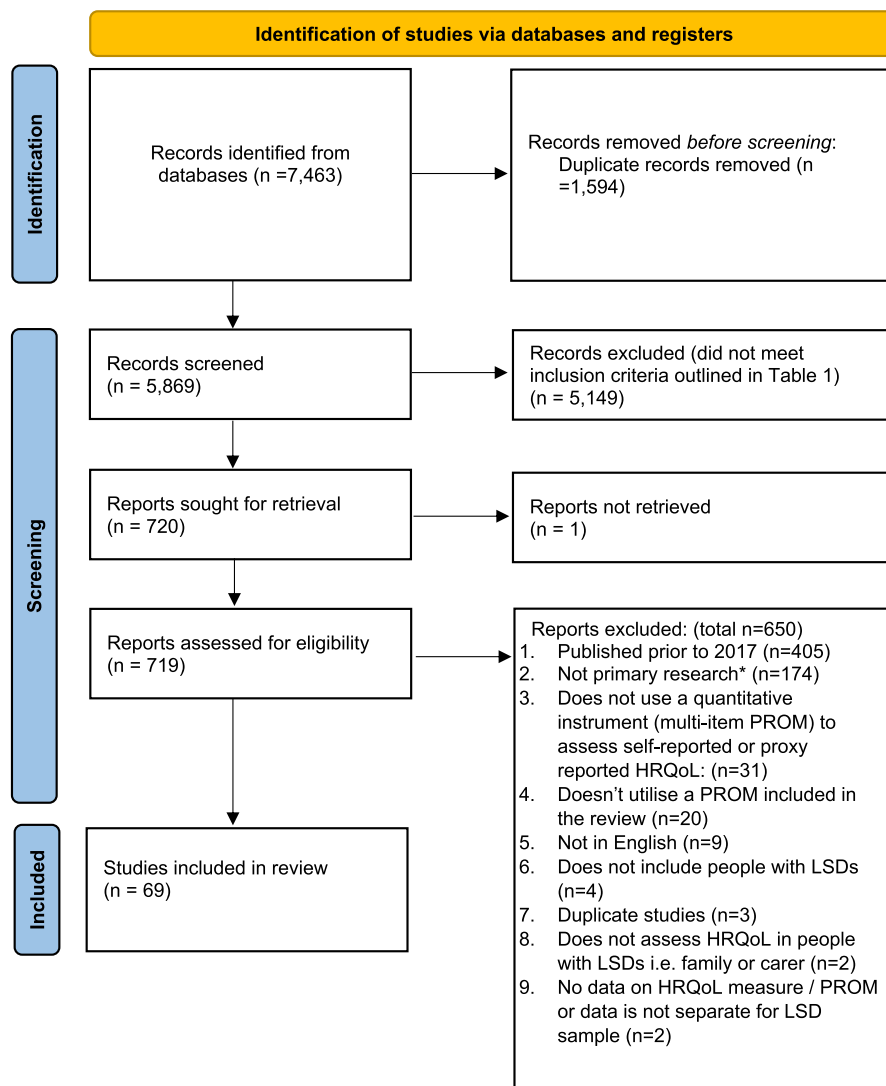 Identification of studies via databases and registers
Identification
Records identified from
databases (n =7,463)
Records removed before screening:
Duplicate records removed (n
=1,594)
Screening
Records screened
(n = 5,869)
Records excluded (did not meet
inclusion criteria outlined in Table 1)
(n = 5,149)
Reports sought for retrieval
(n = 720)
Reports not retrieved
(n = 1)
Reports assessed for eligibility
(n = 719)
Reports excluded: (total n=650)
1. Published prior to 2017 (n=405)
2. Not primary research* (n=174)
3. Does not use a quantitative
instrument (multi-item PROM) to
assess self-reported or proxy
reported HRQoL: (n=31)
4. Doesn't utilise a PROM included in
the review (n=20)
5. Not in English (n=9)
6. Does not include people with LSDs
(n=4)
7. Duplicate studies (n=3)
8. Does not assess HRQoL in people
with LSDs i.e. family or carer (n=2)
9. No data on HRQoL measure / PROM
or data is not separate for LSD
sample (n=2)
Included
Studies included in review
(n = 69)